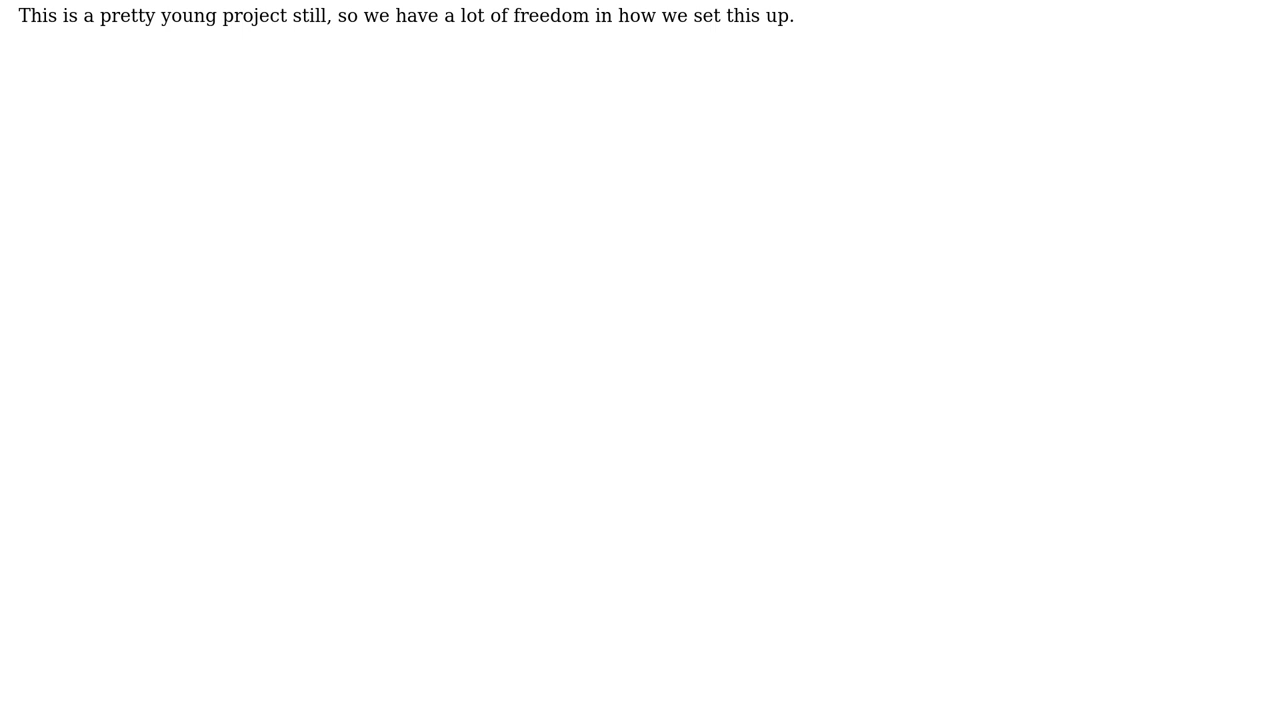 This is a pretty young project still, so we have a lot of freedom in how we set this up.